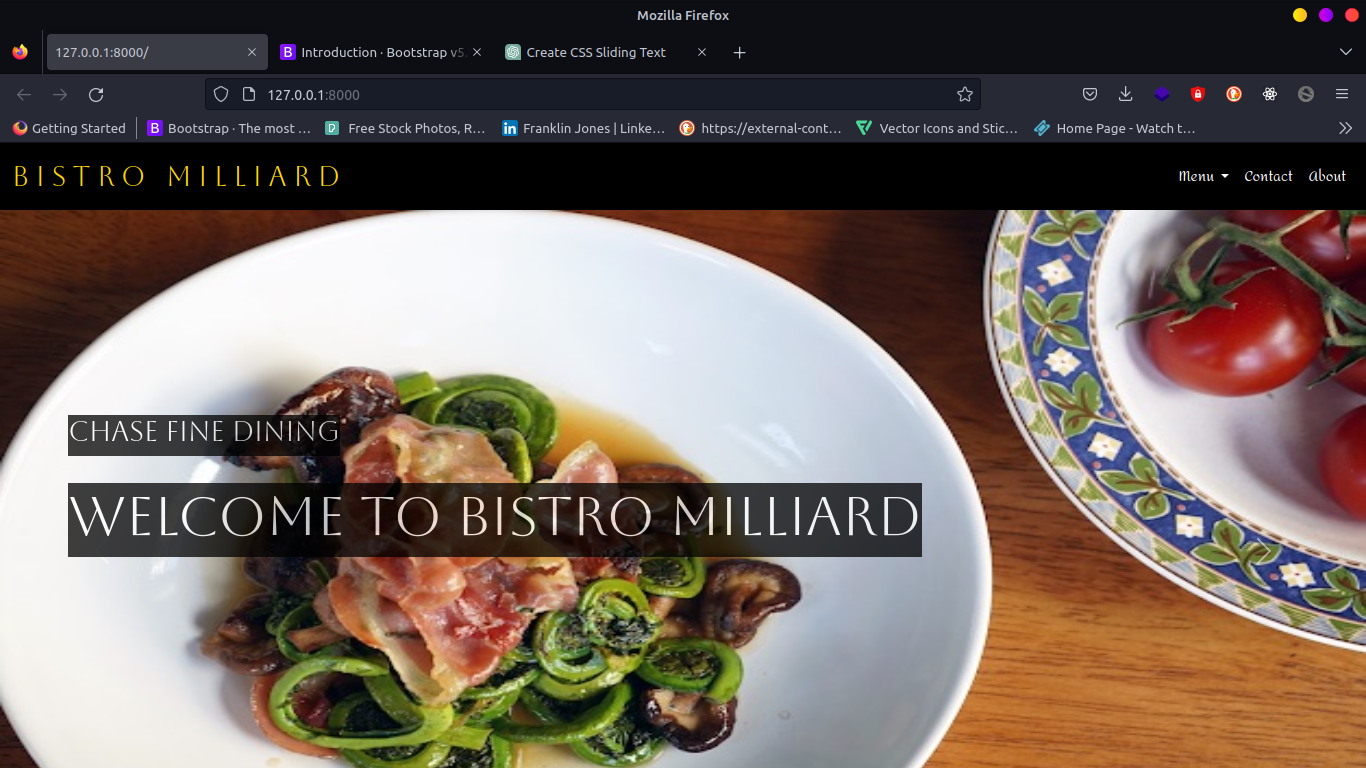 Mozilla Firefox
127.0.0.1:8000/
Introduction · Bootstrap v5.
Create CSS Sliding Text
127.0.0.1:8000
Getting Started
Bootstrap · The most ...
Free Stock Photos, R...
Franklin Jones | Linke...
https://external-cont...
Vector Icons and Stic...
Home Page - Watch t...
BISTRO MILLIARD
Menu
Contact
About
CHASE FINE DINING
WELCOME TO BISTRO MILLIARD